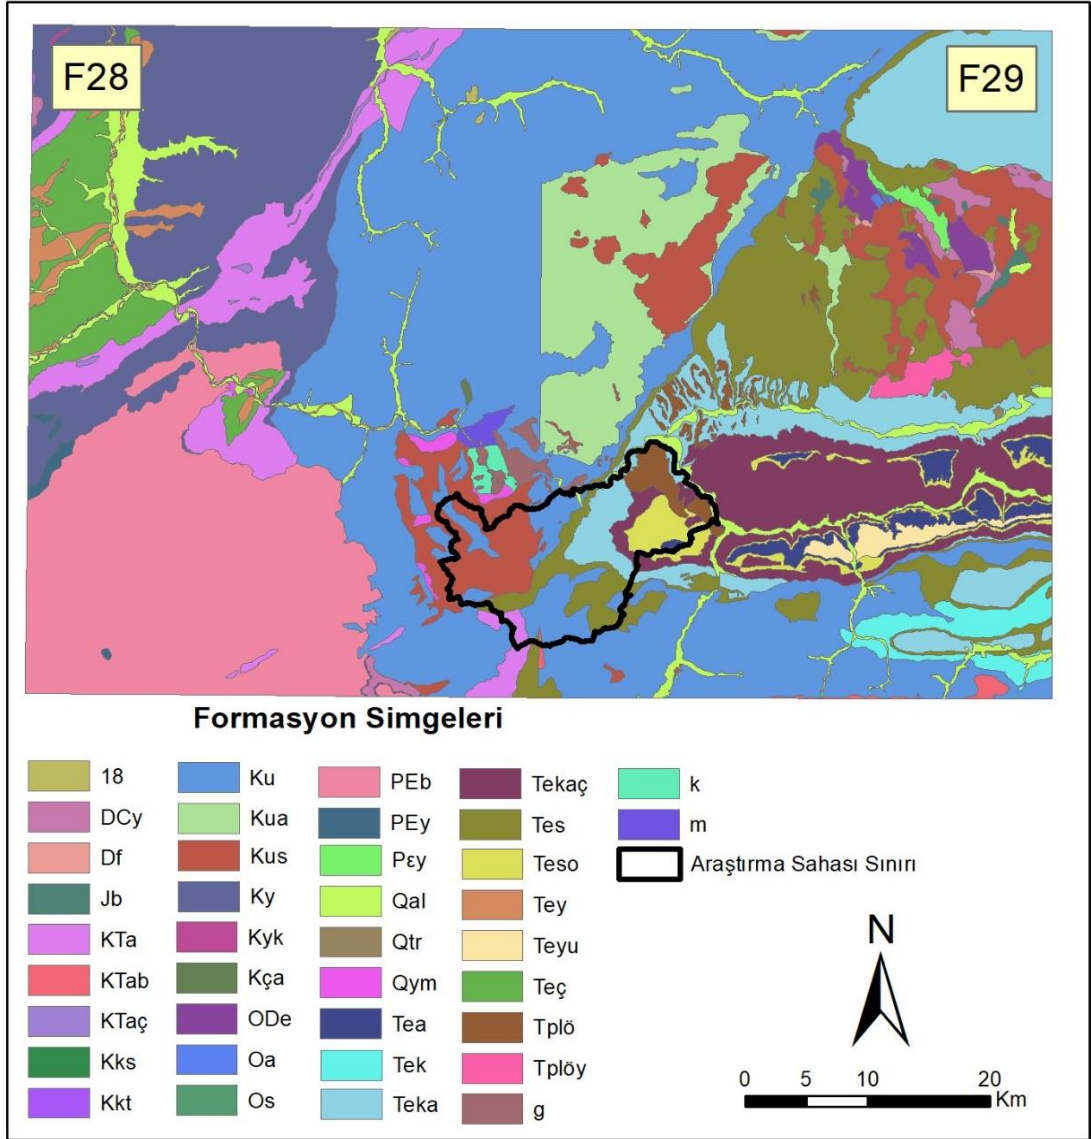 F28
F29
Formasyon Simgeleri
18
DCy
Df
Jb
KTa
KTab
KTaç
Kks
Kkt
Ku
Kua
Kus
Ky
Kyk
Kça
ODe
Oa
Os
PEb
PEy
Pεy
Qal
Qtr
Qym
Tea
Tek
Teka
Tekaç
Tes
Teso
Tey
Teyu
Teç
Tplö
Tplöy
g
k
m
Araştırma Sahası Sınırı
N
0 5 10 20
Km